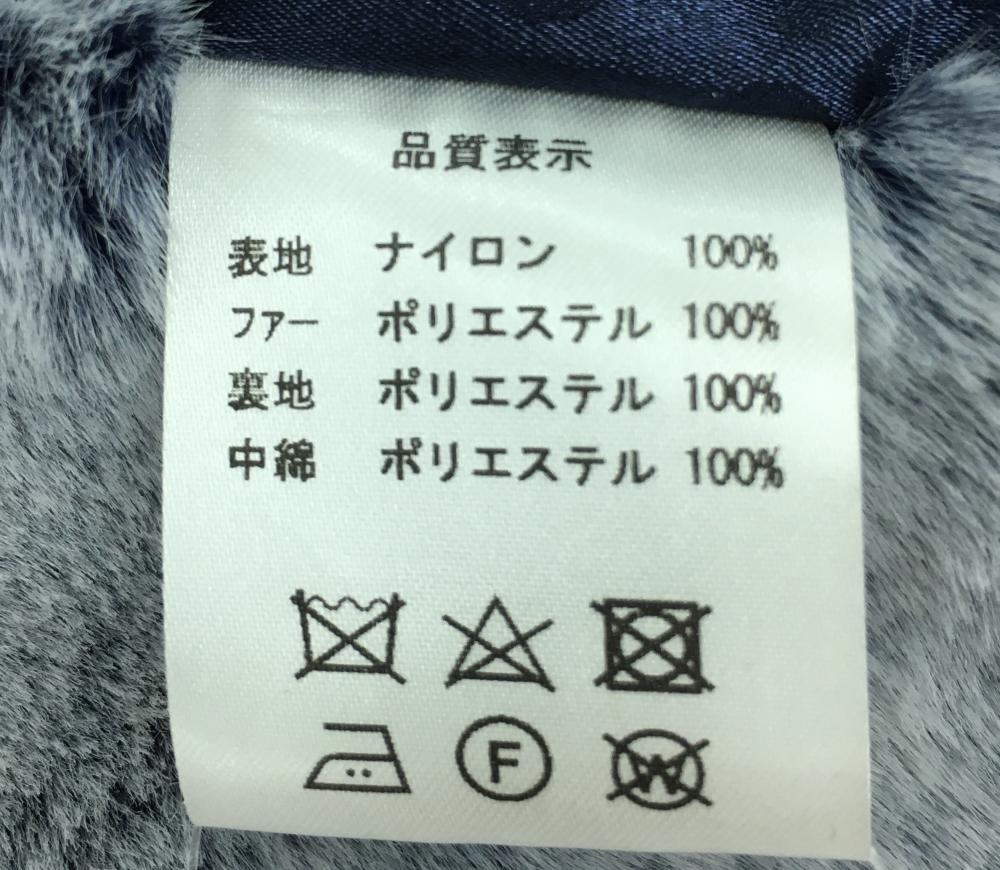 品質表示
表地 ナイロン 100%
ファー ポリエステル 100%
裏地 ポリエステル 100%
中綿 ポリエステル 100%
F W